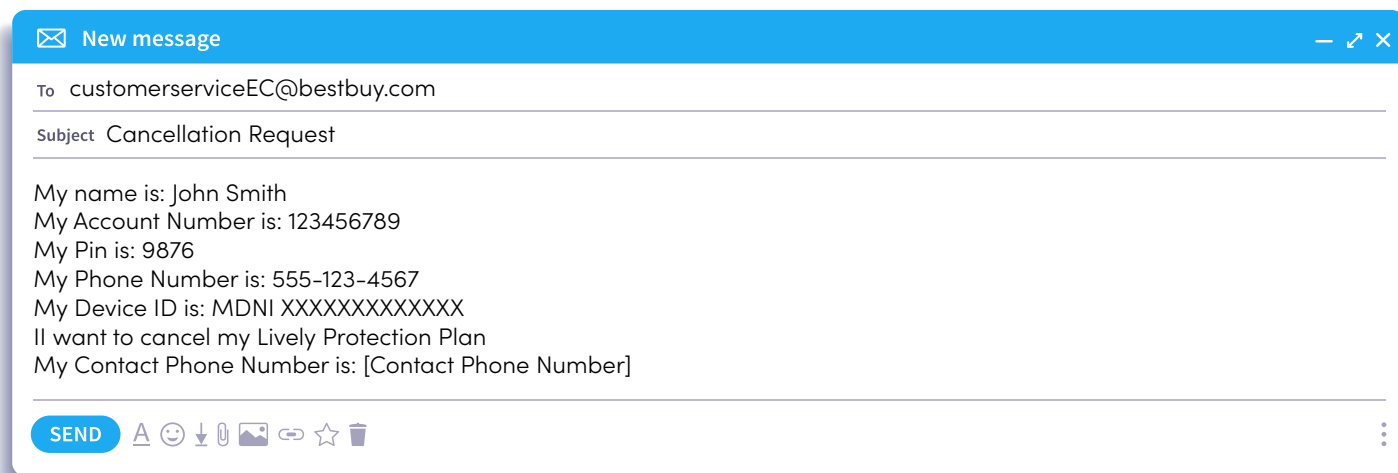 New message
To customerserviceEC@bestbuy.com
Subject Cancellation Request
My name is: John Smith
My Account Number is: 123456789
My Pin is: 9876
My Phone Number is: 555-123-4567
My Device ID is: MDNI XXXXXXXXXXXXX
II want to cancel my Lively Protection Plan
My Contact Phone Number is: [Contact Phone Number]
SEND A